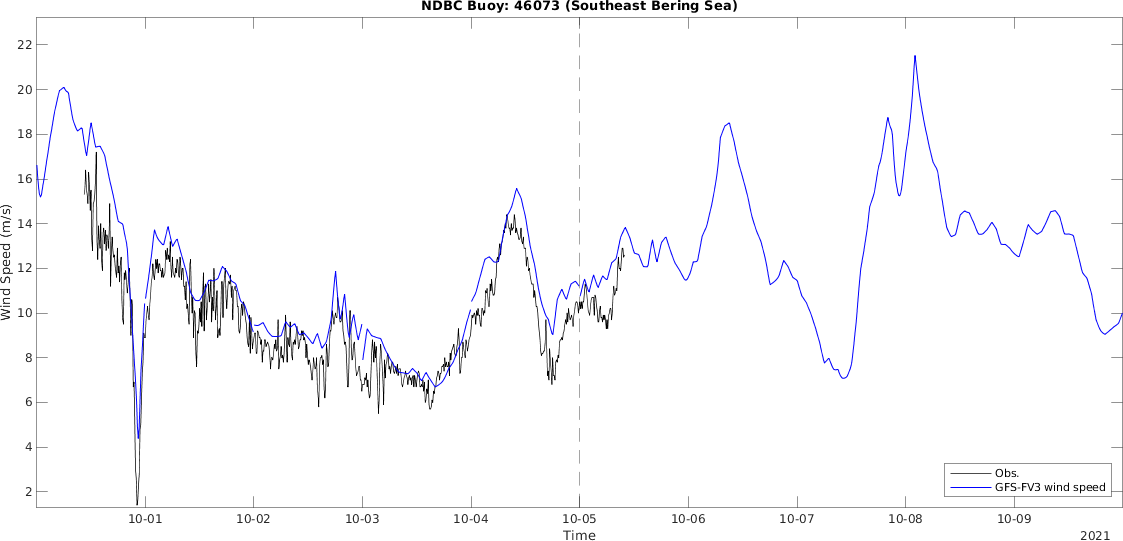 NDBC Buoy: 46073 (Southeast Bering Sea)
Wind Speed (m/s)
22
20
18
16
14
12
10
8
6
4
2
10-01 10-02 10-03 10-04 10-05 10-06 10-07 10-08 10-09
Time
2021
Obs.
GFS-FV3 wind speed